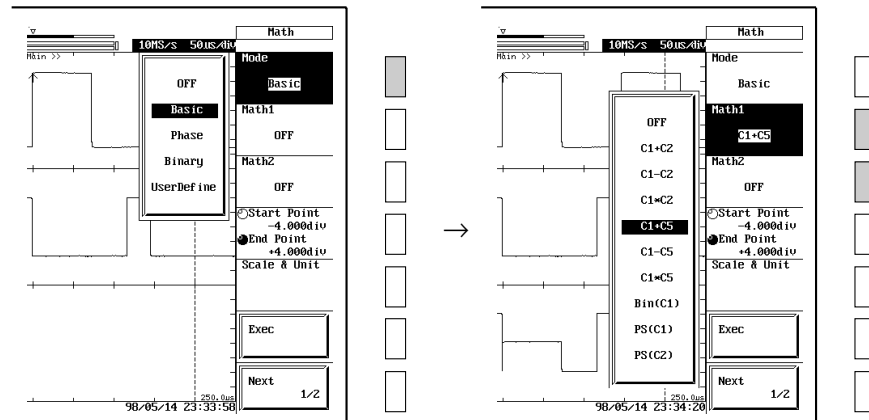 Math
10MS/s 50us/div
Main >>
Mode
Basic
OFF
Basic
Phase
Binary
UserDefine
Math1
OFF
Math2
OFF
Start Point
-4.000div
End Point
+4.000div
Scale & Unit
Exec
Next
1/2
250.0us
98/05/14 23:33:58
→
Math
10MS/s 50us/div
Main >>
Mode
Basic
Math1
C1+C5
OFF
C1+C2
C1-C2
C1*C2
C1+C5
C1-C5
C1*C5
Bin(C1)
PS(C1)
PS(C2)
Math2
OFF
Start Point
-4.000div
End Point
+4.000div
Scale & Unit
Exec
Next
1/2
250.0us
98/05/14 23:34:20